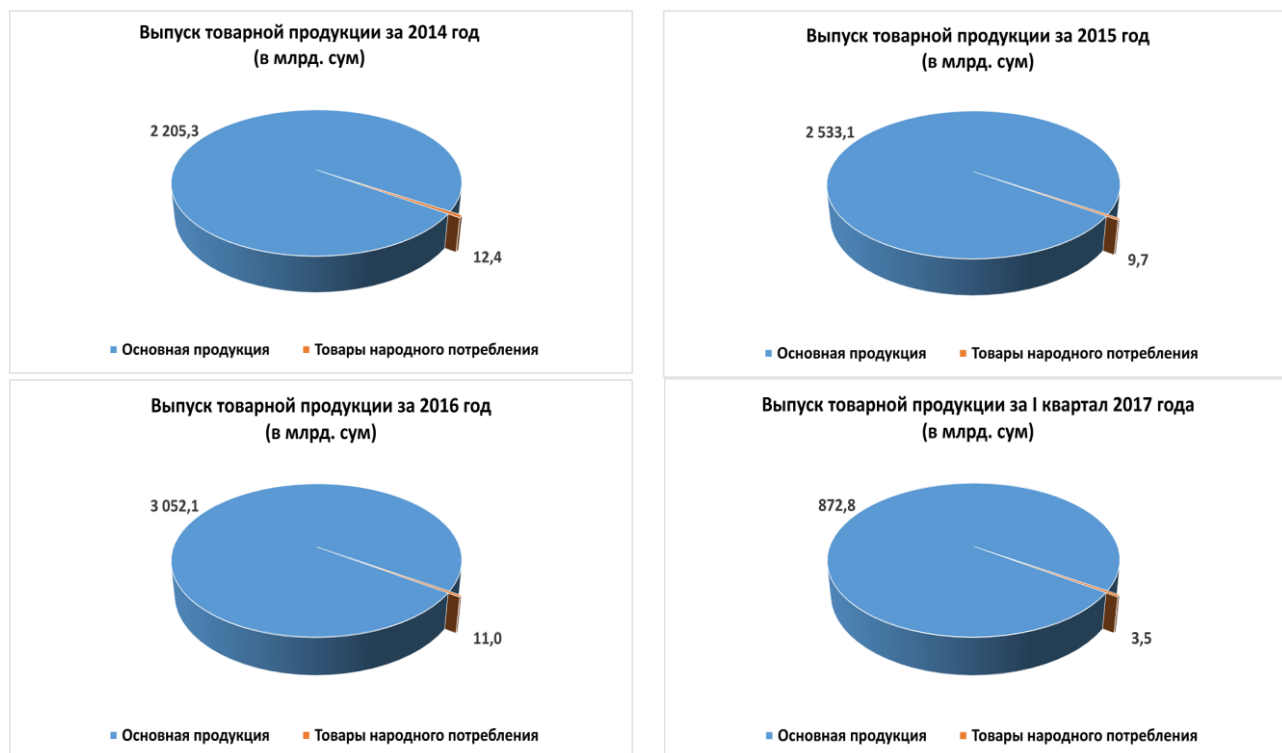 Выпуск товарной продукции за 2014 год
(в млрд. сум)
2 205,3
12,4
Основная продукция Товары народного потребления
Выпуск товарной продукции за 2015 год
(в млрд. сум)
2 533,1
9,7
Основная продукция Товары народного потребления
Выпуск товарной продукции за 2016 год
(в млрд. сум)
3 052,1
11,0
Основная продукция Товары народного потребления
Выпуск товарной продукции за I квартал 2017 года
(в млрд. сум)
872,8
3,5
Основная продукция Товары народного потребления